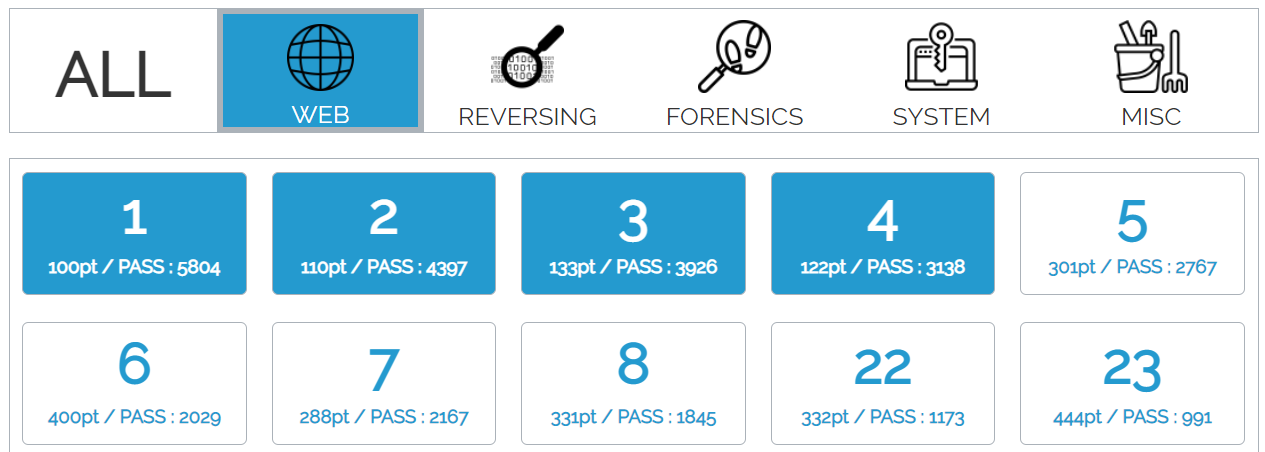 ALL
WEB
REVERSING
FORENSICS
SYSTEM
MISC
1
100pt / PASS : 5804
2
110pt / PASS : 4397
3
133pt / PASS : 3926
4
122pt / PASS : 3138
5
301pt / PASS : 2767
6
400pt / PASS : 2029
7
288pt / PASS : 2167
8
331pt / PASS : 1845
22
332pt / PASS : 1173
23
444pt / PASS : 991